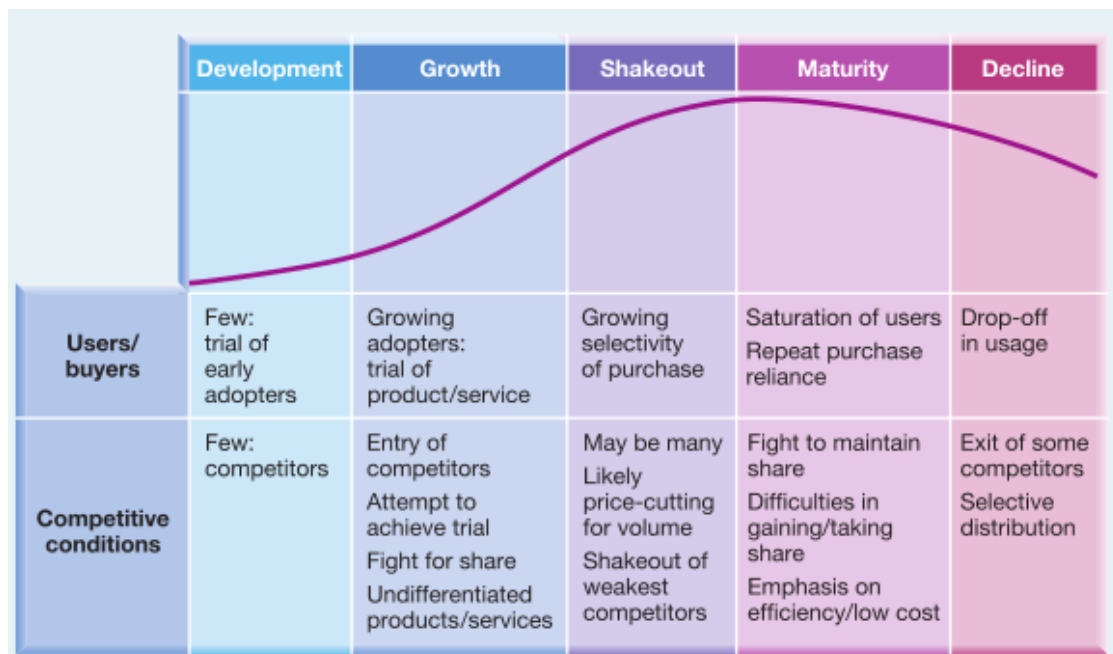 Development
Growth
Shakeout
Maturity
Decline
Users/
buyers
Few:
trial of
early
adopters
Growing
adopters:
trial of
product/service
Growing
selectivity
of purchase
Saturation of users
Repeat purchase
reliance
Drop-off
in usage
Competitive
conditions
Few:
competitors
Entry of
competitors
Attempt to
achieve trial
Fight for share
Undifferentiated
products/services
May be many
Likely
price-cutting
for volume
Shakeout of
weakest
competitors
Fight to maintain
share
Difficulties in
gaining/taking
share
Emphasis on
efficiency/low cost
Exit of some
competitors
Selective
distribution